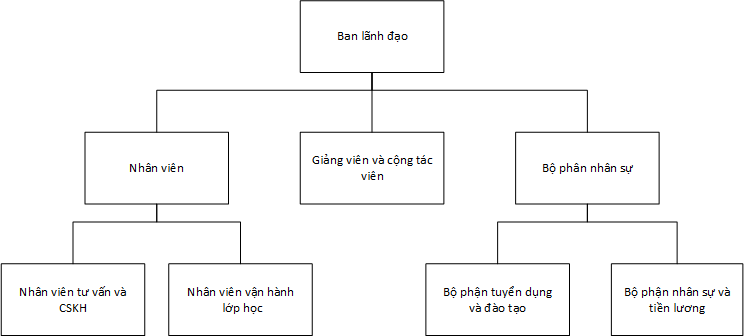 Ban lãnh đạo
Nhân viên
Giảng viên và cộng tác
viên
Bộ phân nhân sự
Nhân viên tư vấn và
CSKH
Nhân viên vận hành
lớp học
Bộ phận tuyển dụng
và đào tạo
Bộ phận nhân sự và
tiền lương